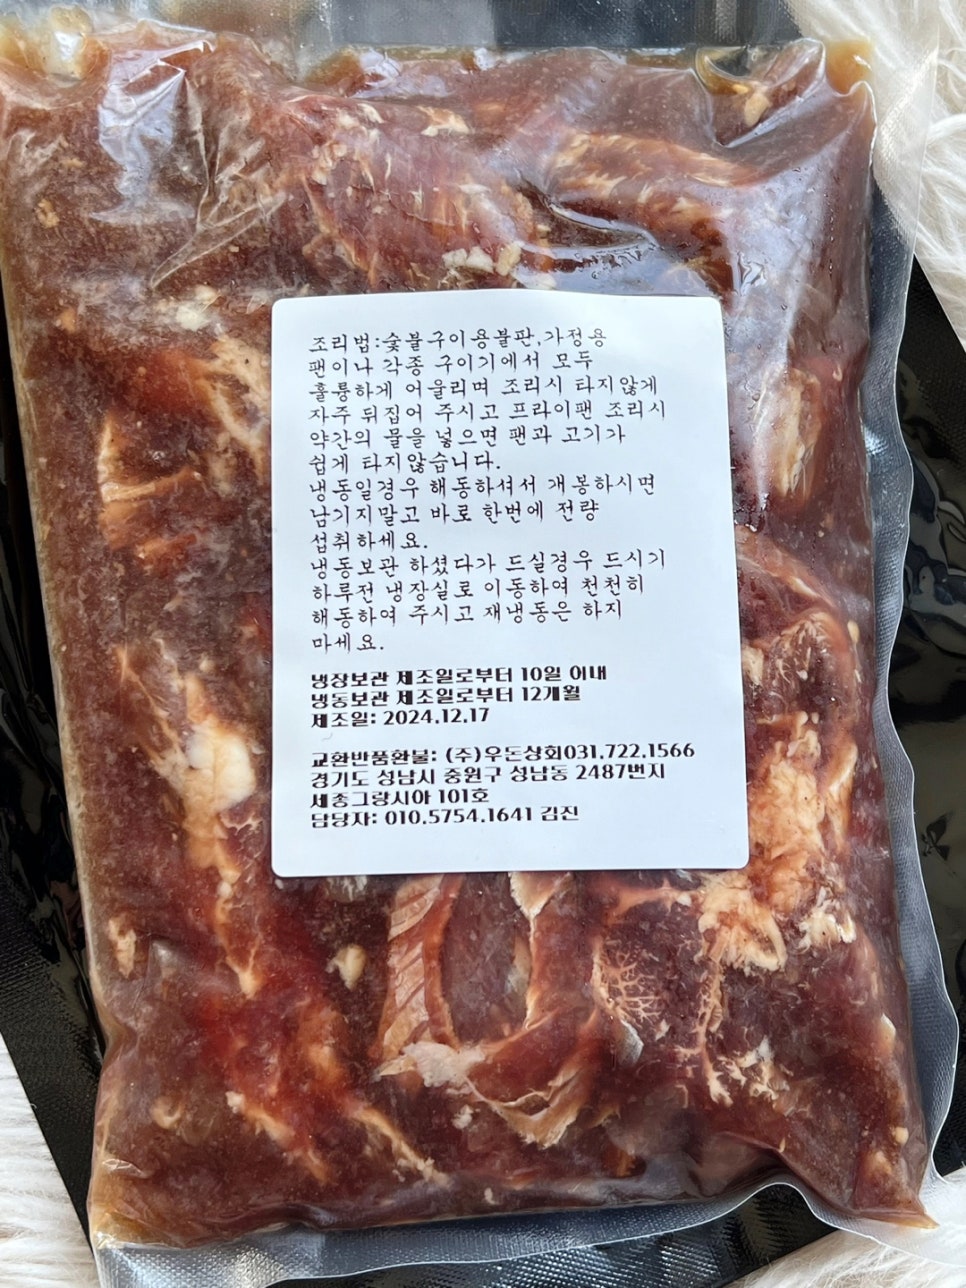 조리법:숯불구이용불판,가정용
팬이나 각종 구이기에서 모두
훌륭하게 어울리며 조리시 타지않게
자주 뒤집어 주시고 프라이팬 조리시
약간의 물을 넣으면 팬과 고기가
쉽게 타지않습니다.
냉동일경우 해동하셔서 개봉하시면
남기지말고 바로 한번에 전량
섭취하세요.
냉동보관 하셨다가 드실경우 드시기
하루전 냉장실로 이동하여 천천히
해동하여 주시고 재냉동은 하지
마세요.
냉장보관 제조일로부터 10일 이내
냉동보관 제조일로부터 12개월
제조일: 2024.12.17
교환반품환불: (주)우돈상회031.722.1566
경기도 성남시 중원구 성남동 2487번지
세종그랑시아 101호
담당자: 010.5754.1641 김진